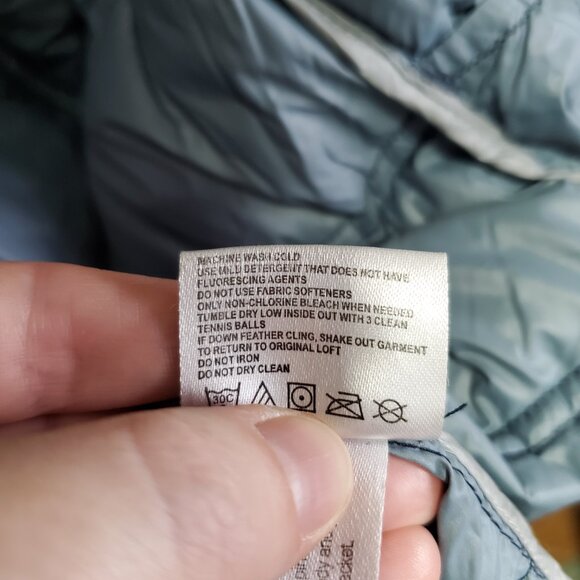 MACHINE WASH COLD
USE MILD DETERGENT THAT DOES NOT HAVE
FLUORESCING AGENTS
DO NOT USE FABRIC SOFTENERS
ONLY NON-CHLORINE BLEACH WHEN NEEDED
TUMBLE DRY LOW INSIDE OUT WITH 3 CLEAN
TENNIS BALLS
IF DOWN FEATHER CLING, SHAKE OUT GARMENT
TO RETURN TO ORIGINAL LOFT
DO NOT IRON
DO NOT DRY CLEAN
30C